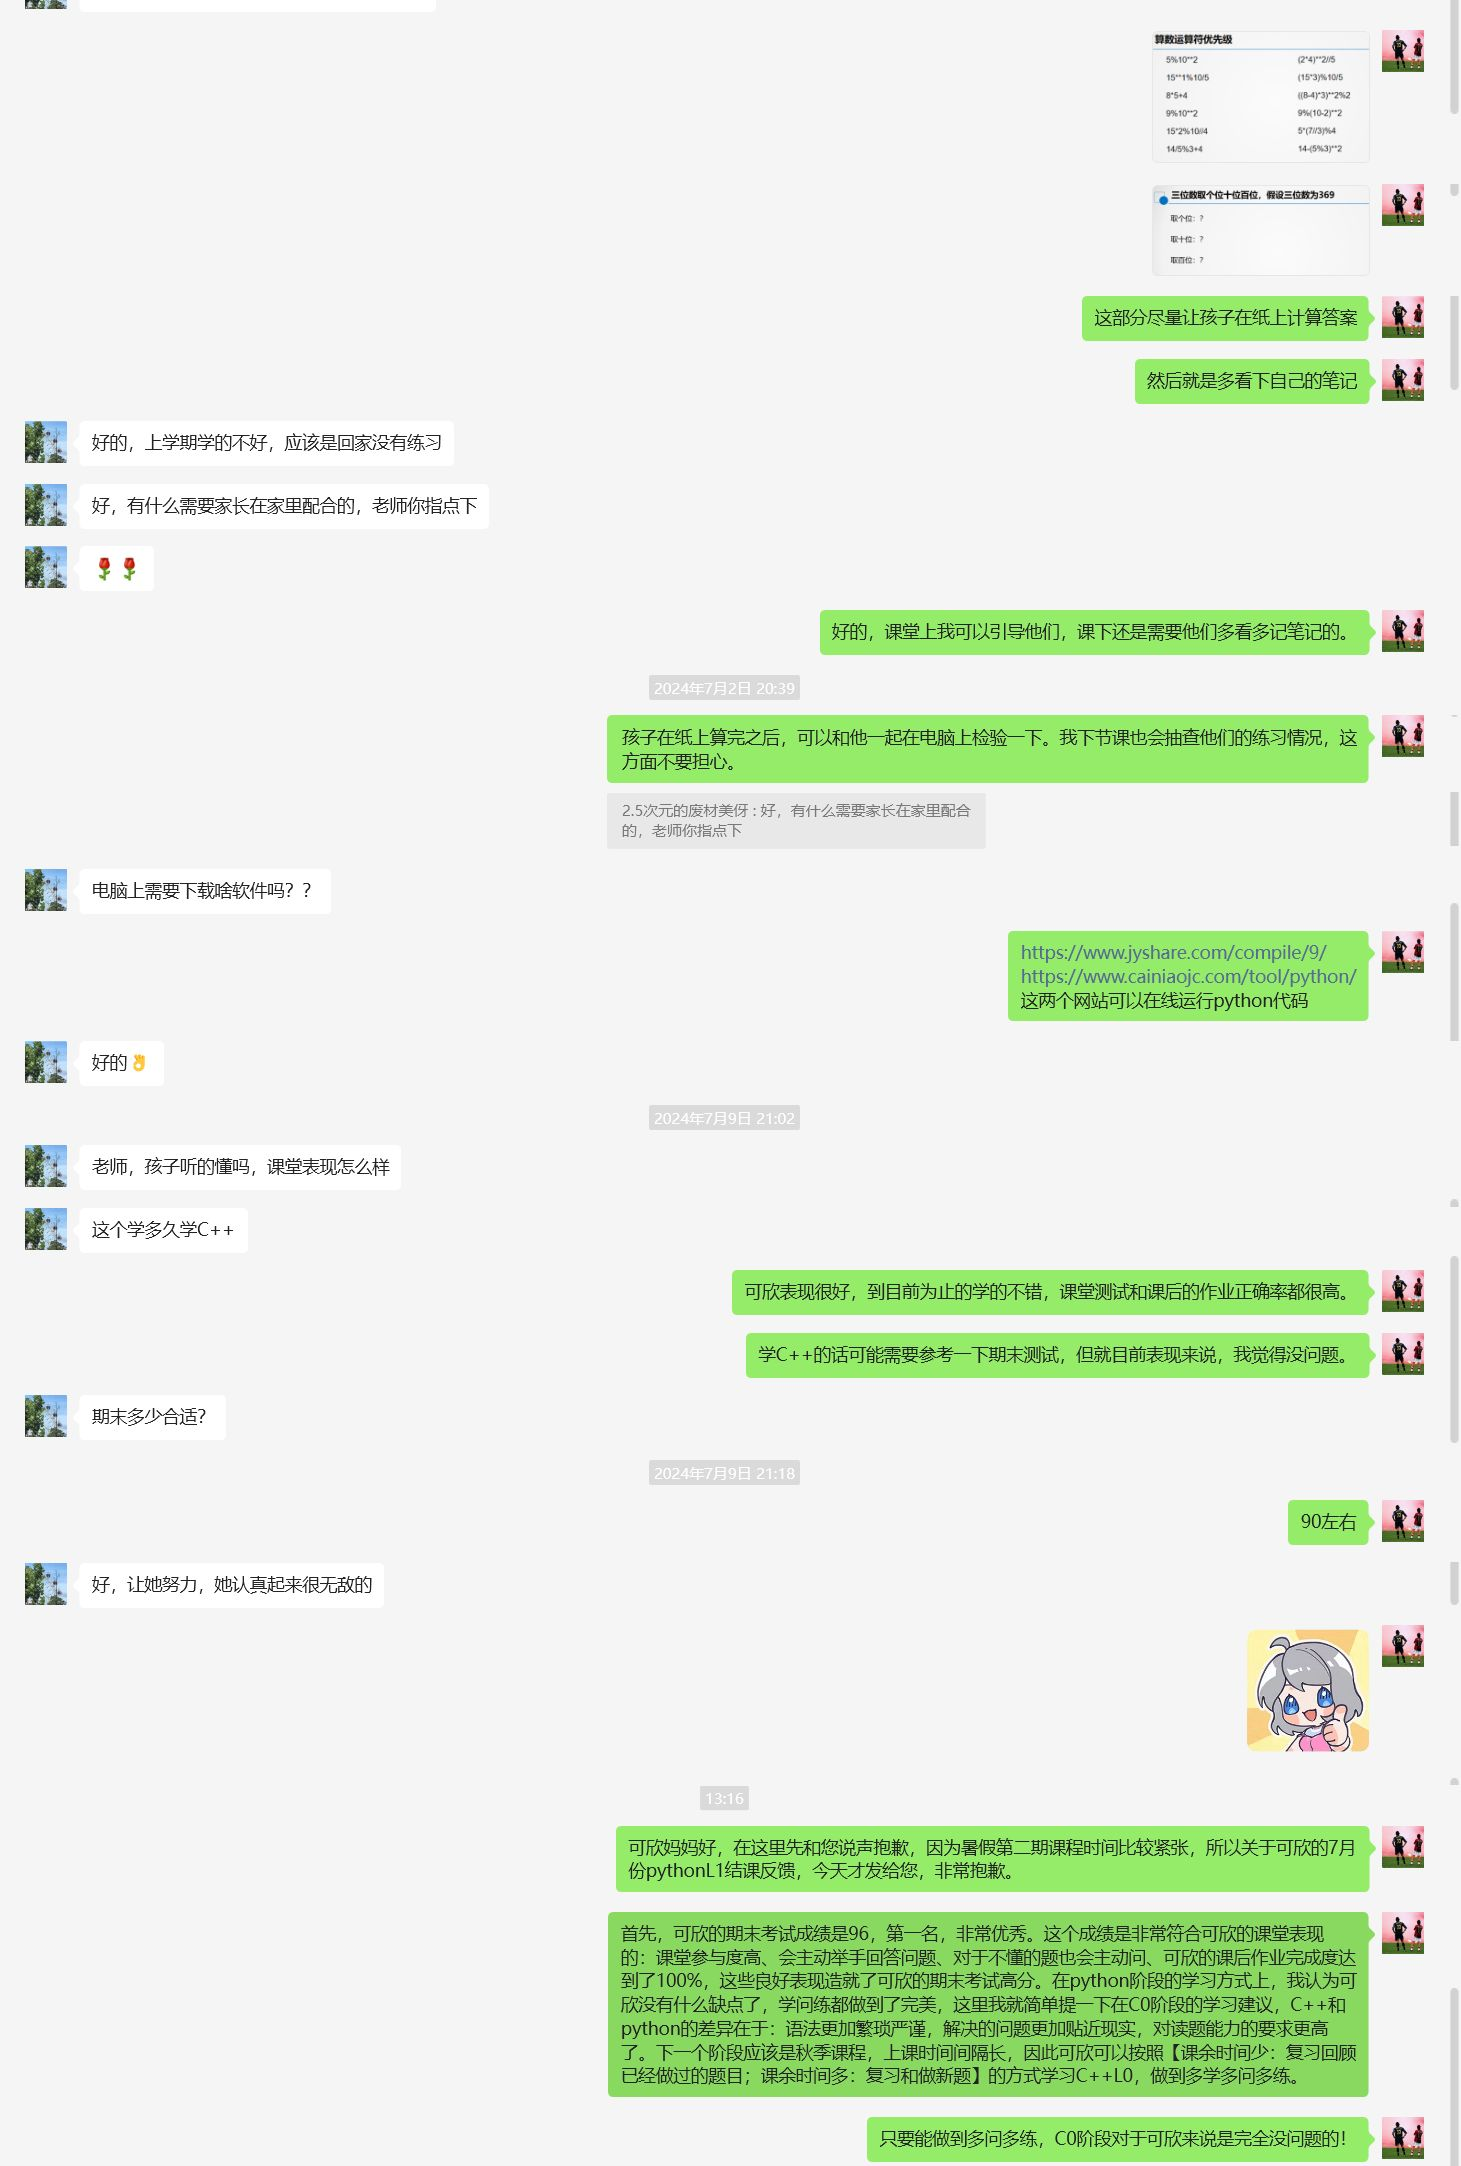 算数运算符优先级
5%10**2 (2*4)**2//5
15**1%10/5 (15*3)%10/5
8*5+4 ((8-4)*3)**2%2
9%10**2 9%(10-2)**2
15*2%10//4 5*(7//3)%4
14/5%3+4 14-(5%3)**2
三位数取个位十位百位，假设三位数为369
取个位：？
取十位：？
取百位：？
这部分尽量让孩子在纸上计算答案
然后就是多看下自己的笔记
好的，上学期学的不好，应该是回家没有练习
好，有什么需要家长在家里配合的，老师你指点下
好的，课堂上我可以引导他们，课下还是需要他们多看多记笔记的。
2024年7月2日 20:39
孩子在纸上算完之后，可以和他一起在电脑上检验一下。我下节课也会抽查他们的练习情况，这
方面不要担心。
2.5次元的废材美伢 : 好，有什么需要家长在家里配合
的，老师你指点下
电脑上需要下载啥软件吗？？
https://www.jyshare.com/compile/9/
https://www.cainiaojc.com/tool/python/
这两个网站可以在线运行python代码
好的
2024年7月9日 21:02
老师，孩子听的懂吗，课堂表现怎么样
这个学多久学C++
可欣表现很好，到目前为止的学的不错，课堂测试和课后的作业正确率都很高。
学C++的话可能需要参考一下期末测试，但就目前表现来说，我觉得没问题。
期末多少合适？
2024年7月9日 21:18
90左右
好，让她努力，她认真起来很无敌的
13:16
可欣妈妈好，在这里先和您说声抱歉，因为暑假第二期课程时间比较紧张，所以关于可欣的7月
份pythonL1结课反馈，今天才发给您，非常抱歉。
首先，可欣的期末考试成绩是96，第一名，非常优秀。这个成绩是非常符合可欣的课堂表现
的：课堂参与度高、会主动举手回答问题、对于不懂的题也会主动问、可欣的课后作业完成度达
到了100%，这些良好表现造就了可欣的期末考试高分。在python阶段的学习方式上，我认为可
欣没有什么缺点了，学问练都做到了完美，这里我就简单提一下在C0阶段的学习建议，C++和
python的差异在于：语法更加繁琐严谨，解决的问题更加贴近现实，对读题能力的要求更高
了。下一个阶段应该是秋季课程，上课时间间隔长，因此可欣可以按照【课余时间少：复习回顾
已经做过的题目；课余时间多：复习和做新题】的方式学习C++L0，做到多学多问多练。
只要能做到多问多练，C0阶段对于可欣来说是完全没问题的！